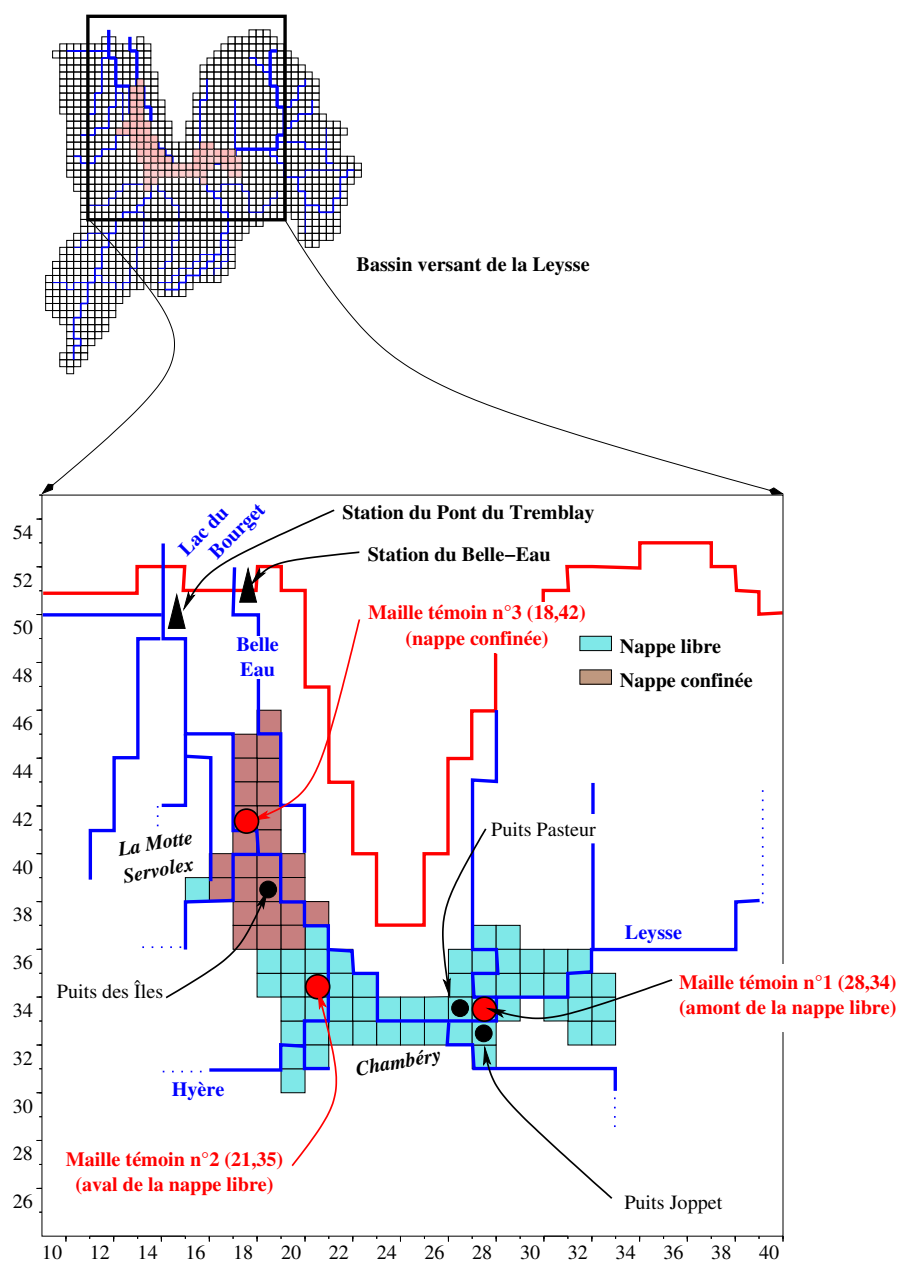 Bassin versant de la Leysse
Lac du
Bourget
Station du Pont du Tremblay
Station du Belle−Eau
Maille témoin n°3 (18,42)
(nappe confinée)
Belle
Eau
Nappe libre
Nappe confinée
La Motte
Servolex
Puits Pasteur
Leysse
Puits des Îles
Maille témoin n°1 (28,34)
(amont de la nappe libre)
Chambéry
Hyère
Maille témoin n°2 (21,35)
(aval de la nappe libre)
Puits Joppet
54
52
50
48
46
44
42
40
38
36
34
32
30
28
26
10 12 14 16 18 20 22 24 26 28 30 32 34 36 38 40